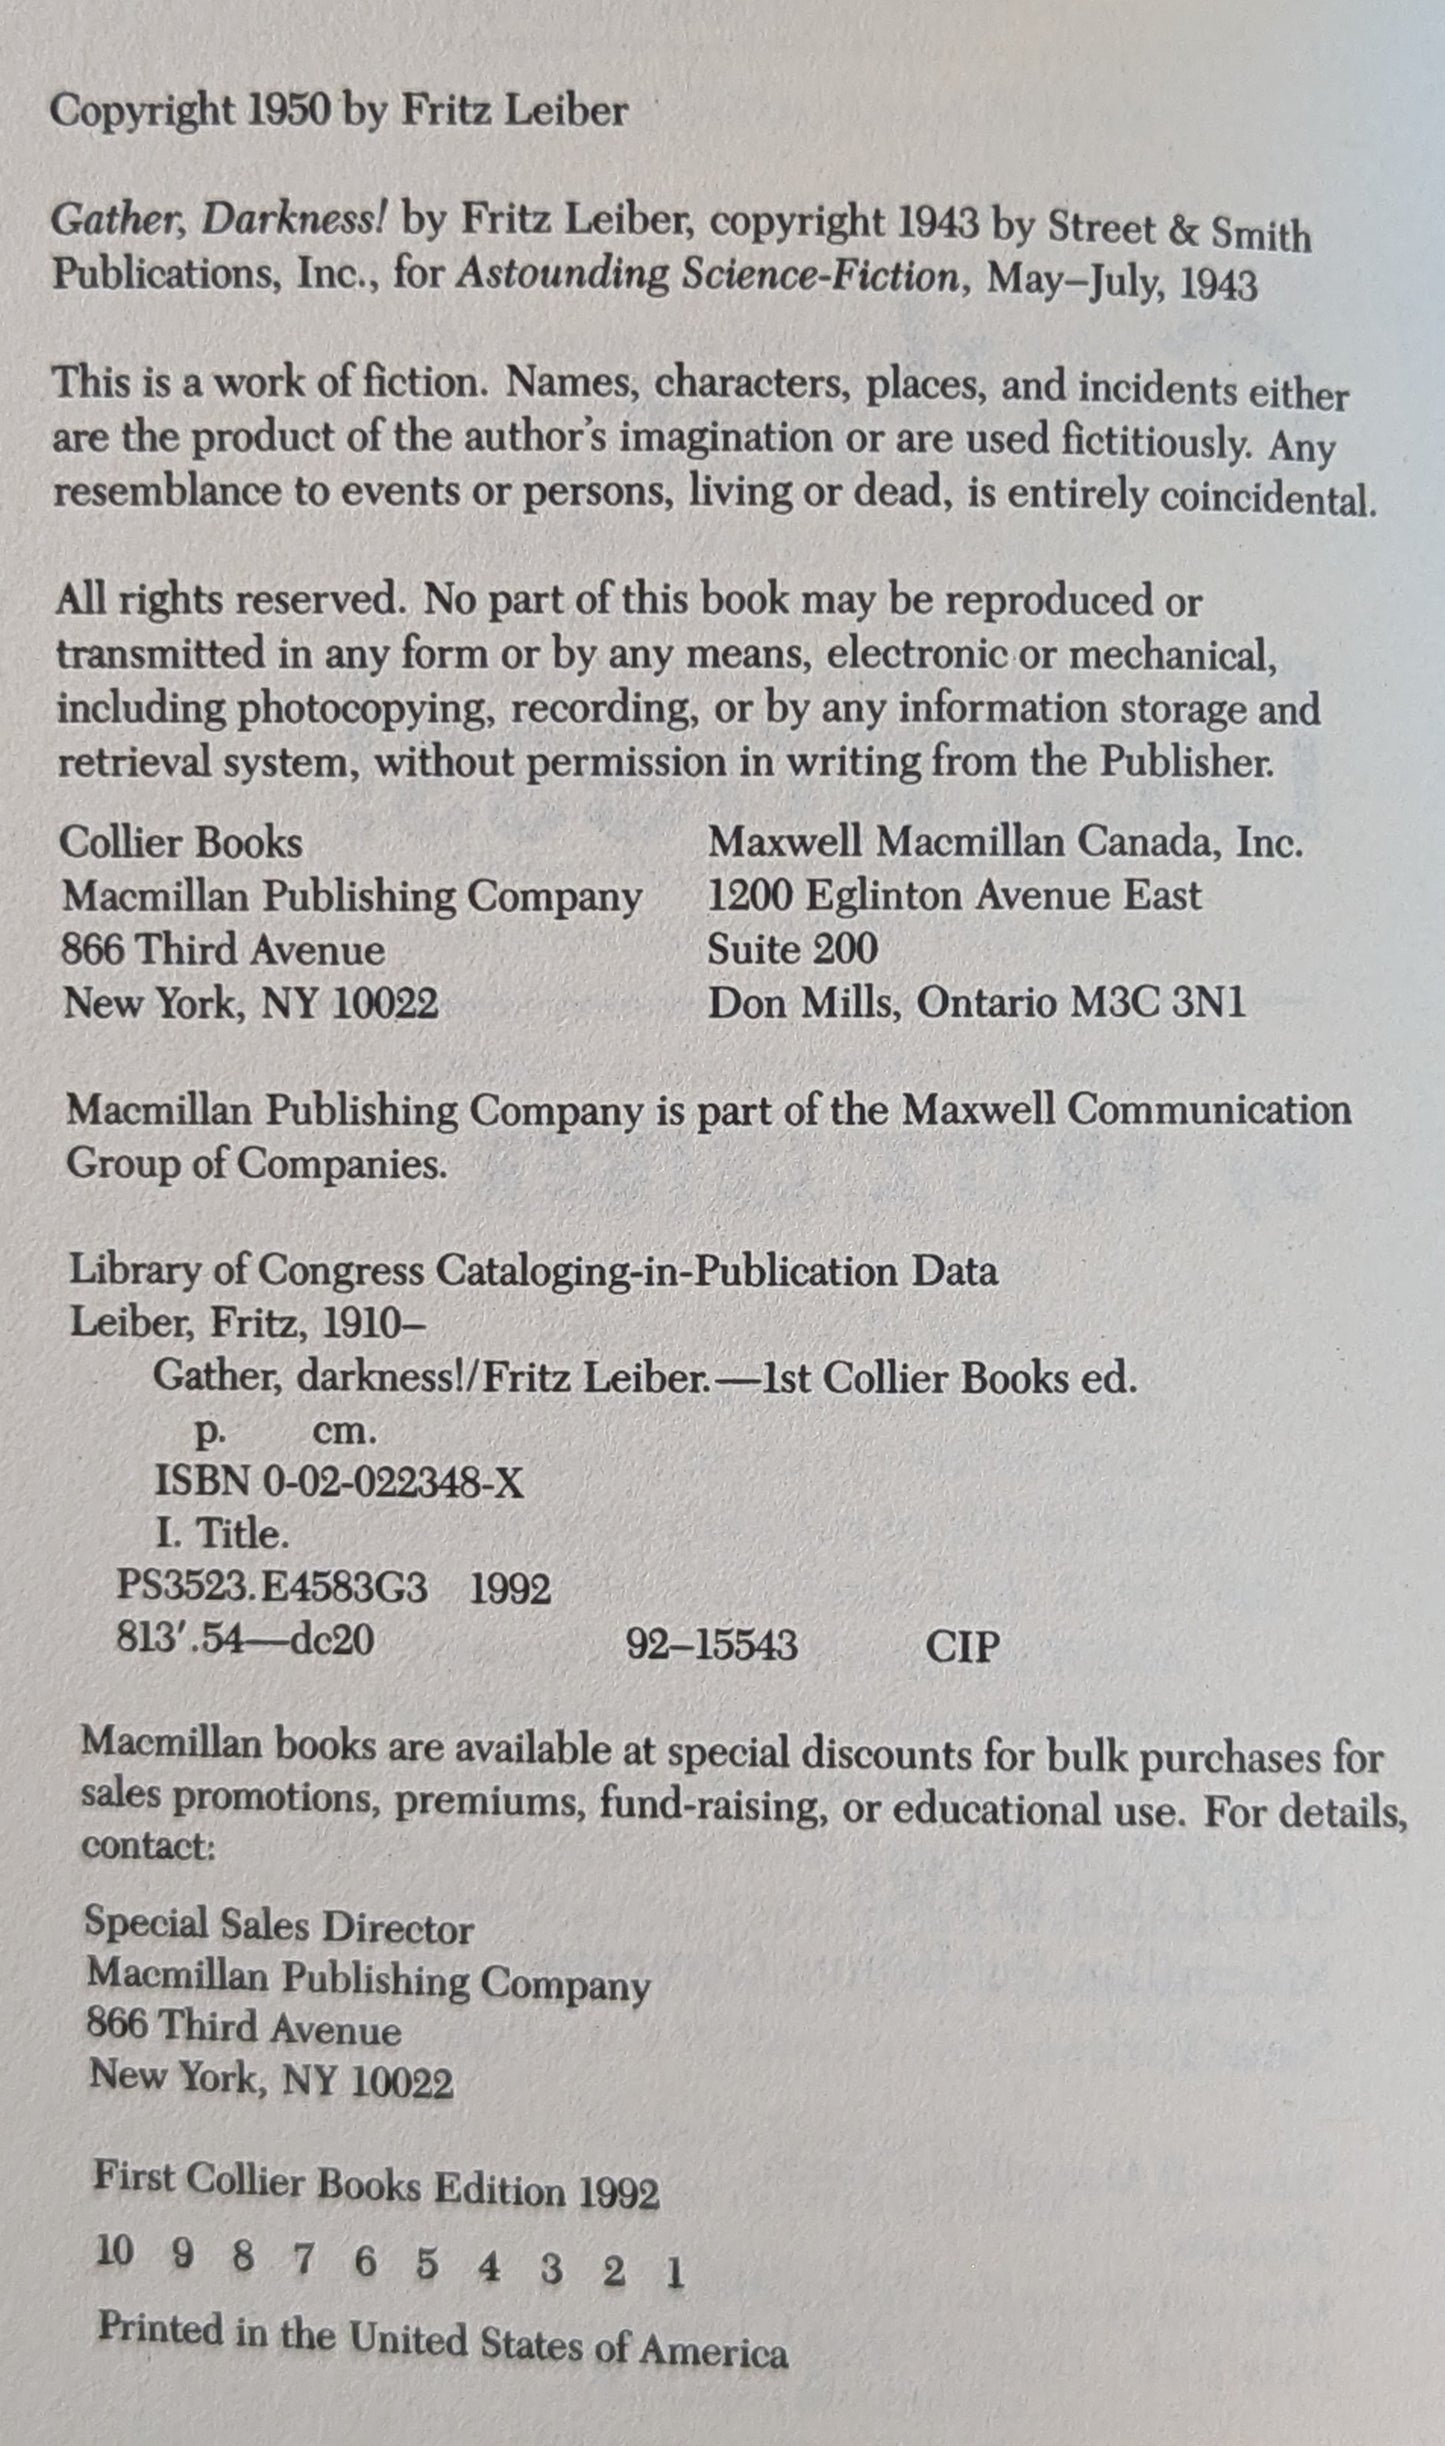 Copyright 1950 by Fritz Leiber
Gather, Darkness! by Fritz Leiber, copyright 1943 by Street & Smith
Publications, Inc., for Astounding Science-Fiction, May–July, 1943
This is a work of fiction. Names, characters, places, and incidents either
are the product of the author's imagination or are used fictitiously. Any
resemblance to events or persons, living or dead, is entirely coincidental.
All rights reserved. No part of this book may be reproduced or
transmitted in any form or by any means, electronic or mechanical,
including photocopying, recording, or by any information storage and
retrieval system, without permission in writing from the Publisher.
Collier Books
Macmillan Publishing Company
866 Third Avenue
New York, NY 10022
Maxwell Macmillan Canada, Inc.
1200 Eglinton Avenue East
Suite 200
Don Mills, Ontario M3C 3N1
Macmillan Publishing Company is part of the Maxwell Communication
Group of Companies.
Library of Congress Cataloging-in-Publication Data
Leiber, Fritz, 1910–
Gather, darkness!/Fritz Leiber.—1st Collier Books ed.
p. cm.
ISBN 0-02-022348-X
I. Title.
PS3523.E4583G3 1992
813′.54—dc20 92–15543 CIP
Macmillan books are available at special discounts for bulk purchases for
sales promotions, premiums, fund-raising, or educational use. For details,
contact:
Special Sales Director
Macmillan Publishing Company
866 Third Avenue
New York, NY 10022
First Collier Books Edition 1992
10 9 8 7 6 5 4 3 2 1
Printed in the United States of America